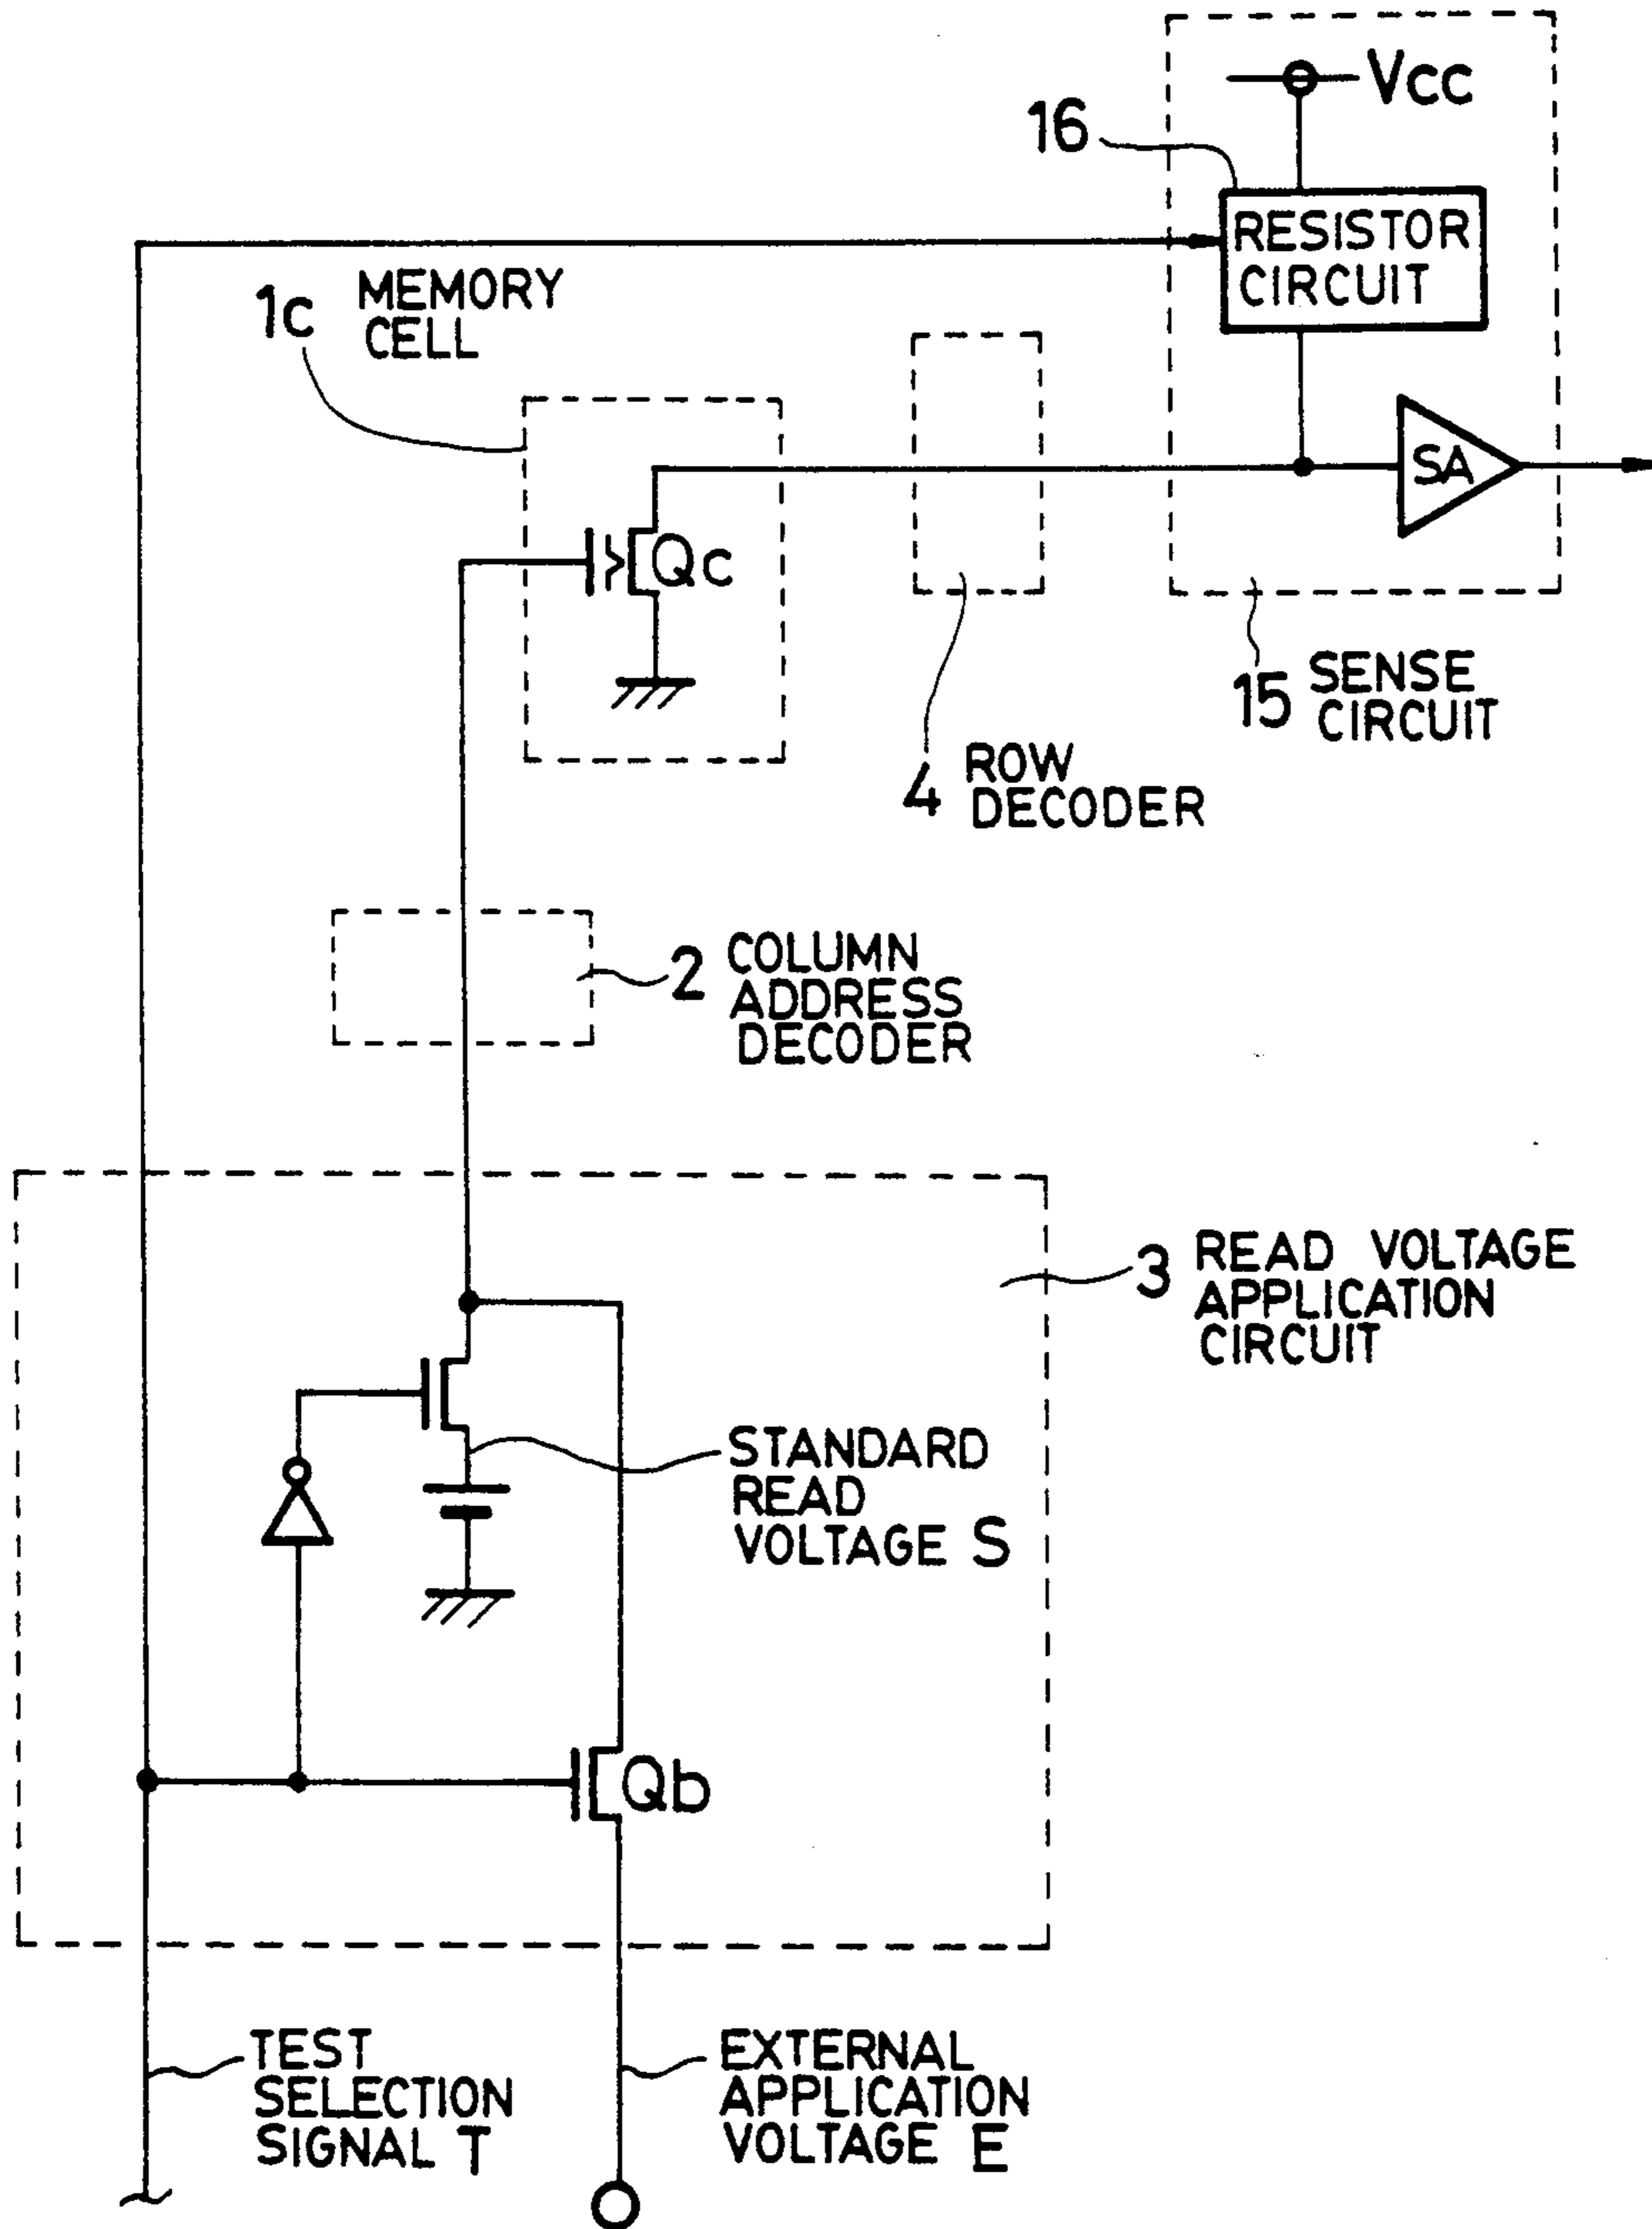 Vcc
16
RESISTOR
CIRCUIT
1c MEMORY
CELL
SA
Qc
15 SENSE
CIRCUIT
4 ROW
DECODER
2 COLUMN
ADDRESS
DECODER
3 READ VOLTAGE
APPLICATION
CIRCUIT
STANDARD
READ
VOLTAGE S
Qb
TEST
SELECTION
SIGNAL T
EXTERNAL
APPLICATION
VOLTAGE E